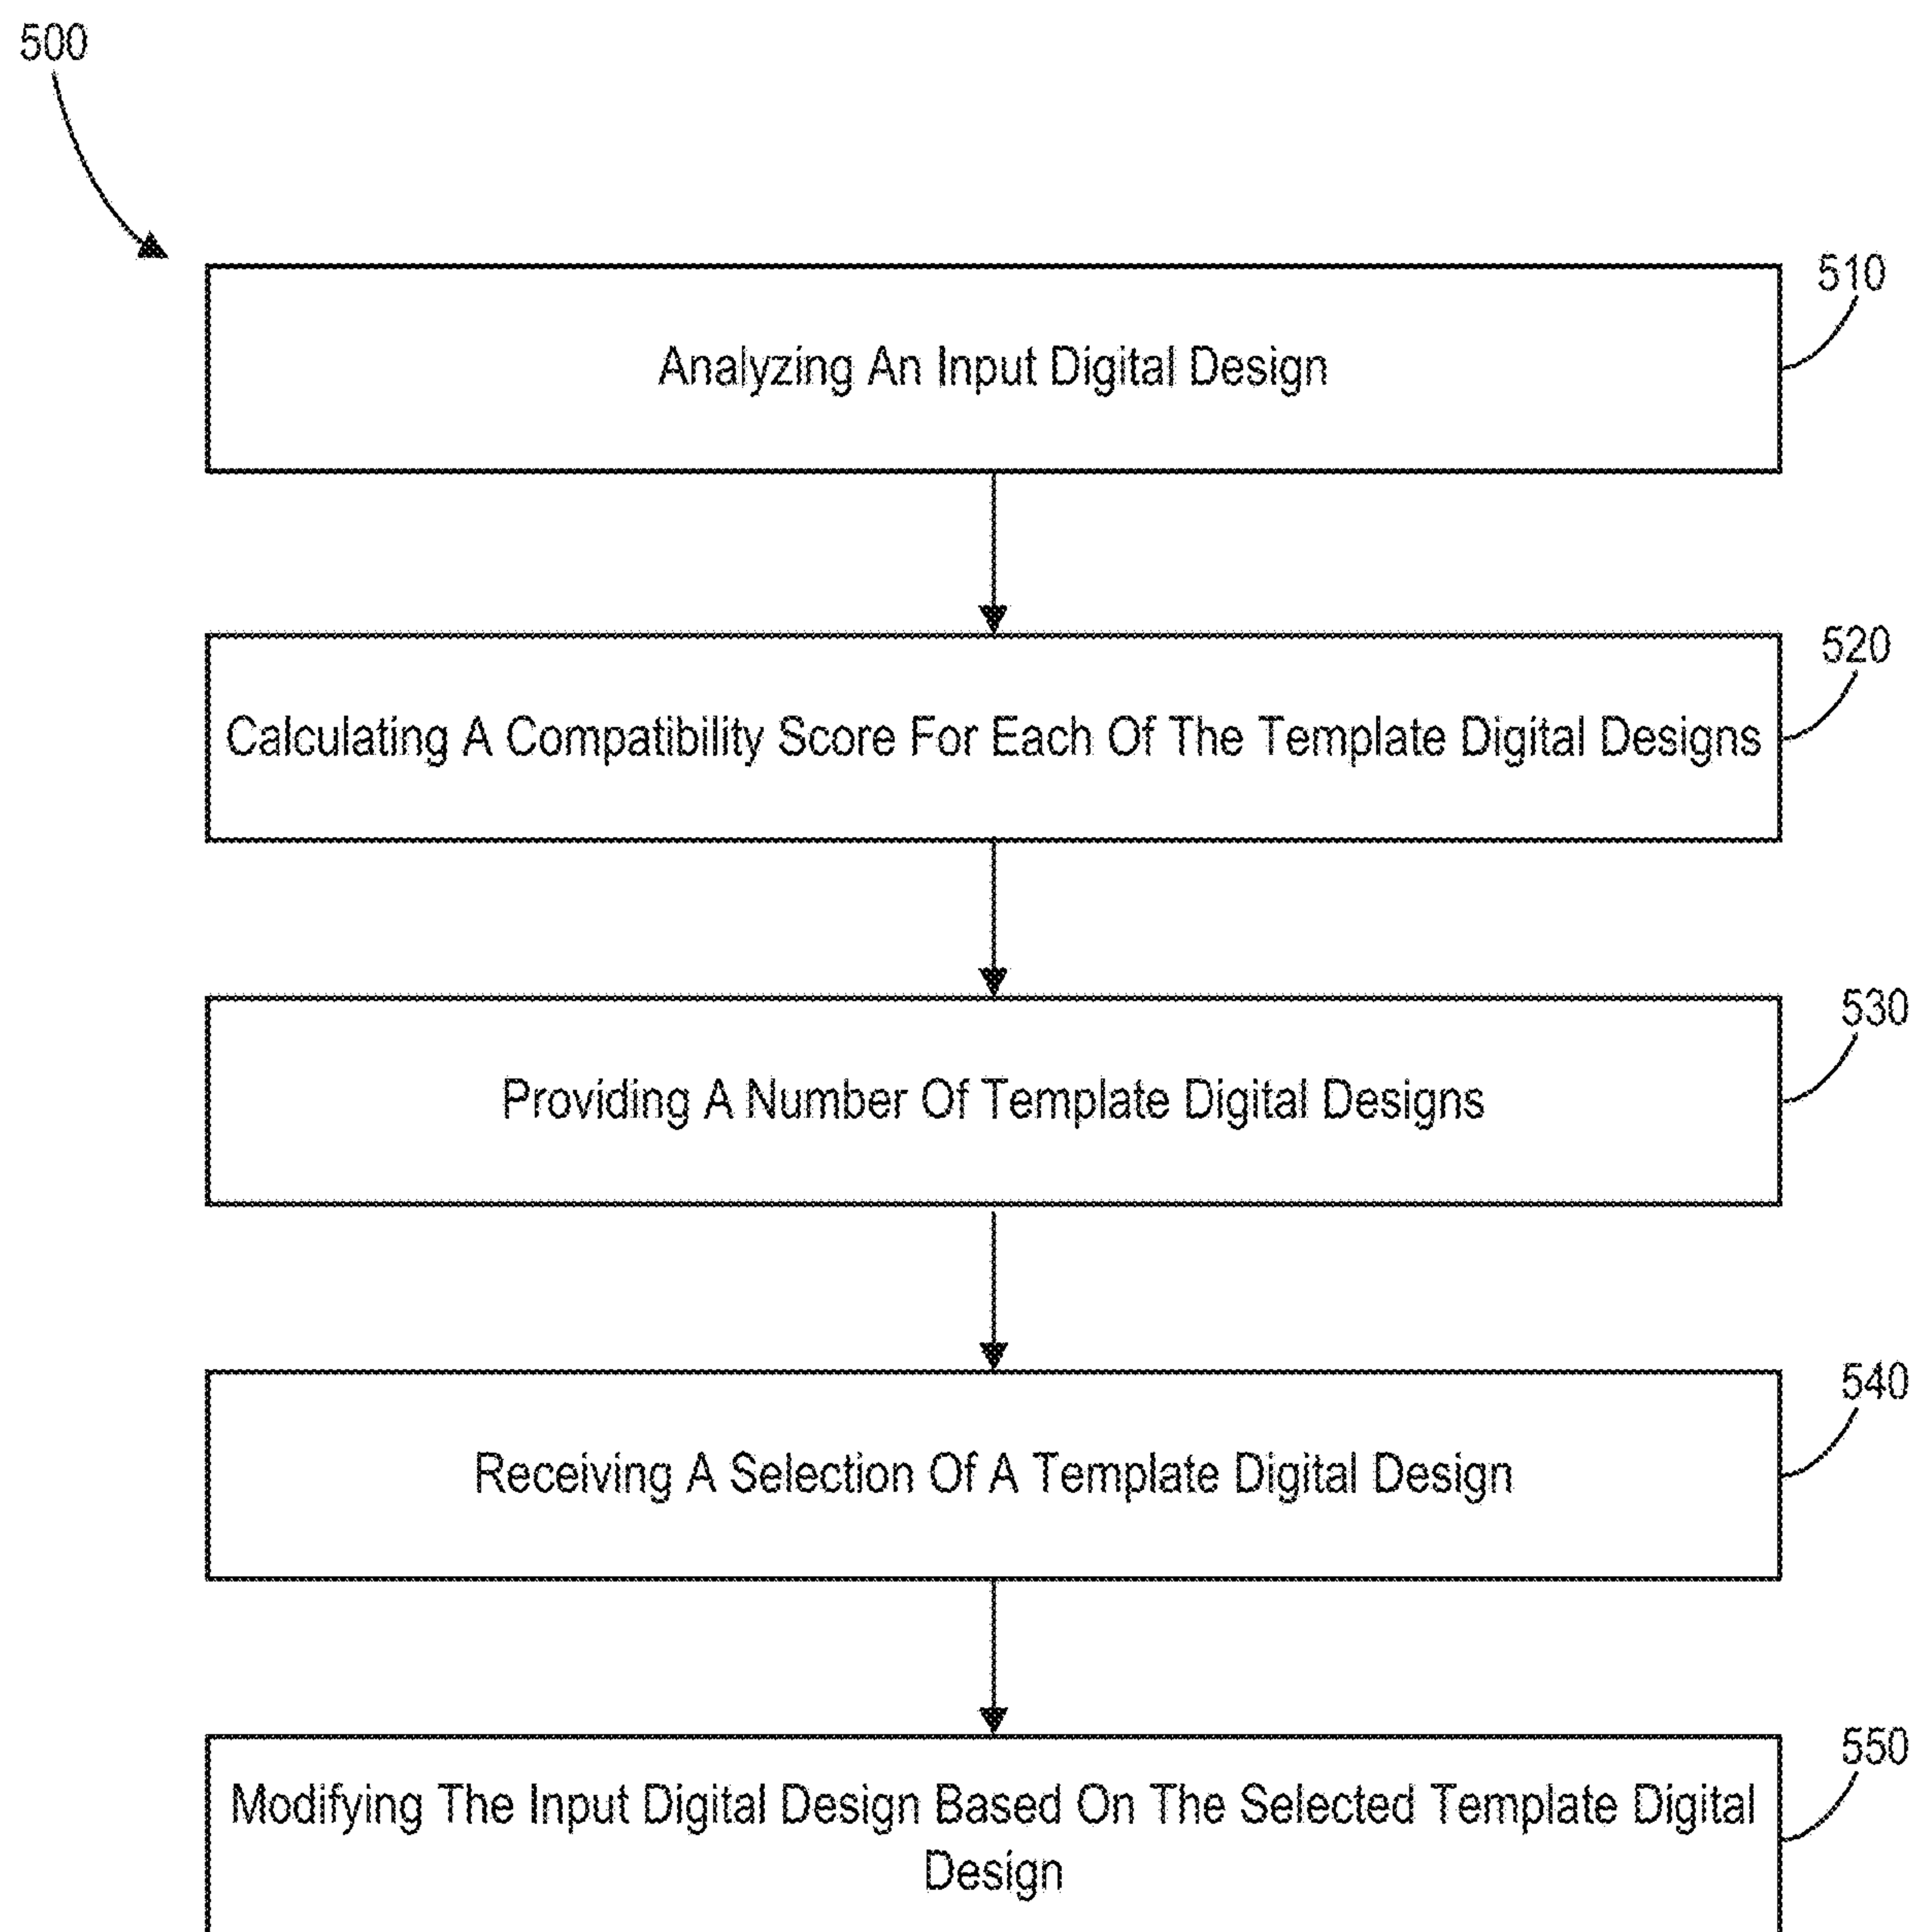 500
510
Analyzing An Input Digital Design
520
Calculating A Compatibility Score For Each Of The Template Digital Designs
530
Providing A Number Of Template Digital Designs
540
Receiving A Selection Of A Template Digital Design
550
Modifying The Input Digital Design Based On The Selected Template Digital
Design